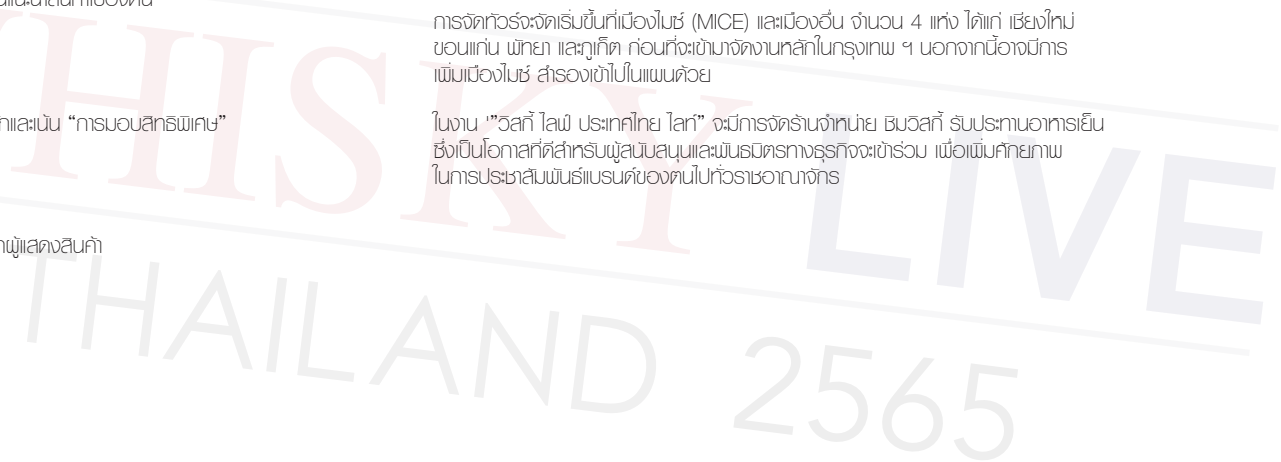 การจัดทัวร์จะจัดเริ่มขึ้นที่เมืองไมซ์ (MICE) และเมืองอื่น จำนวน 4 แห่ง ได้แก่ เชียงใหม่
ขอนแก่น พัทยา และภูเก็ต ก่อนที่จะเข้ามาจัดงานหลักในกรุงเทพ ฯ นอกจากนี้อาจมีการ
เพิ่มเมืองไมซ์ สำรองเข้าไปในแผนด้วย
และเน้น “การมอบสิทธิพิเศษ”
ในงาน '”วิสกี้ ไลฟ์ ประเทศไทย ไลท์” จะมีการจัดร้านจำหน่าย ชิมวิสกี้ รับประทานอาหารเย็น
ซึ่งเป็นโอกาสที่ดีสำหรับผู้สนับสนุนและพันธมิตรทางธุรกิจจะเข้าร่วม เพื่อเพิ่มศักยภาพ
ในการประชาสัมพันธ์แบรนด์ของตนไปทั่วราชอาณาจักร
ผู้แสดงสินค้า
HISKY LIVE
THAILAND 2565